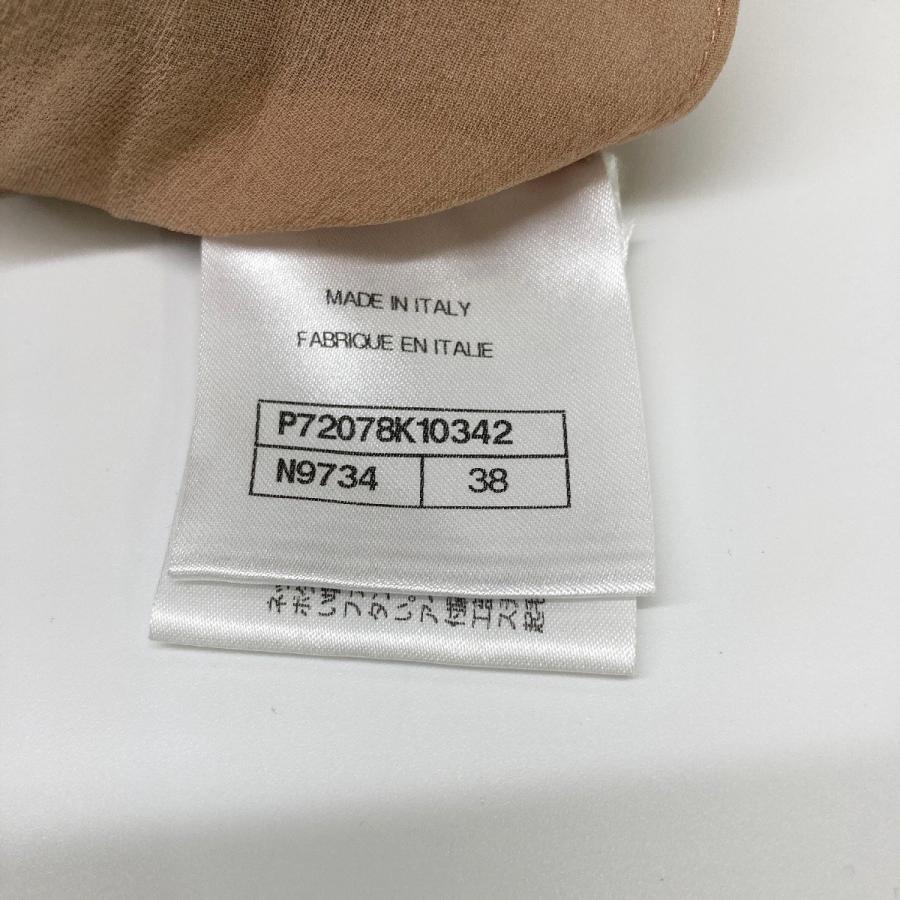 MADE IN ITALY
FABRIQUE EN ITALIE
P72078K10342
N9734 38